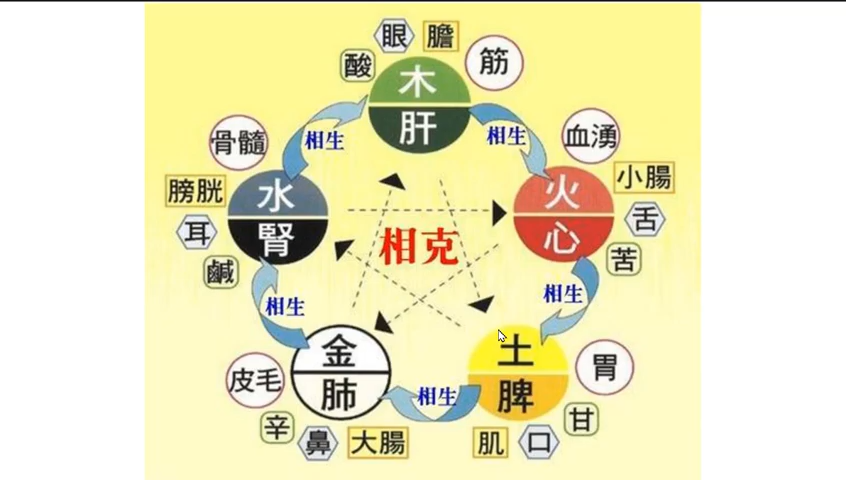 眼
膽
酸
筋
木
肝
相生
相生
骨髓
血湧
膀胱
水
火
小腸
耳
腎
相克
心
舌
鹹
苦
相生
相生
金
土
皮毛
肺
相生
脾
胃
辛
鼻
大腸
肌
口
甘